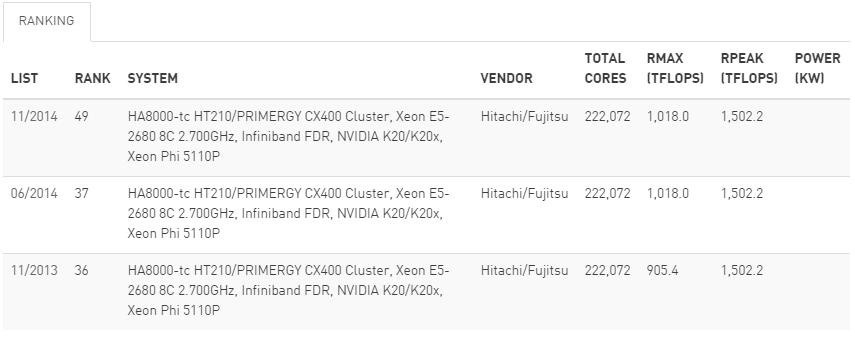 RANKING
LIST RANK SYSTEM VENDOR TOTAL CORES RMAX (TFLOPS) RPEAK (TFLOPS) POWER (KW)
11/2014 49 HA8000-tc HT210/PRIMERGY CX400 Cluster, Xeon E5- Hitachi/Fujitsu 222,072 1,018.0 1,502.2
2680 8C 2.700GHz, Infiniband FDR, NVIDIA K20/K20x,
Xeon Phi 5110P
06/2014 37 HA8000-tc HT210/PRIMERGY CX400 Cluster, Xeon E5- Hitachi/Fujitsu 222,072 1,018.0 1,502.2
2680 8C 2.700GHz, Infiniband FDR, NVIDIA K20/K20x,
Xeon Phi 5110P
11/2013 36 HA8000-tc HT210/PRIMERGY CX400 Cluster, Xeon E5- Hitachi/Fujitsu 222,072 905.4 1,502.2
2680 8C 2.700GHz, Infiniband FDR, NVIDIA K20/K20x,
Xeon Phi 5110P